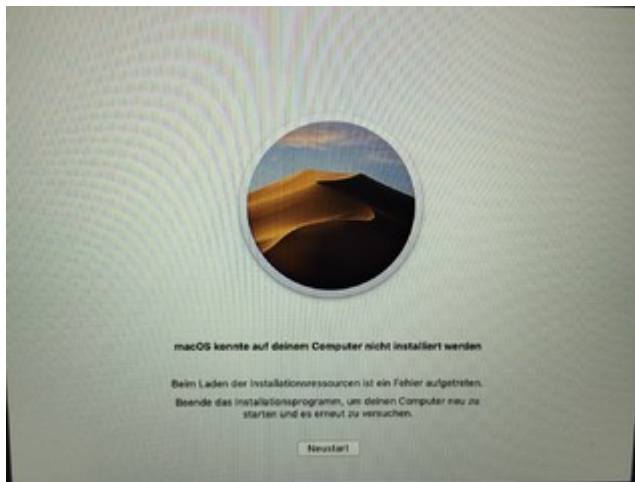 macOS konnte auf deinem Computer nicht installiert werden
Beim Laden der Installationsressourcen ist ein Fehler aufgetreten.
Beende das Installationsprogramm, um deinen Computer neu zu
starten und es erneut zu versuchen.
Neustart